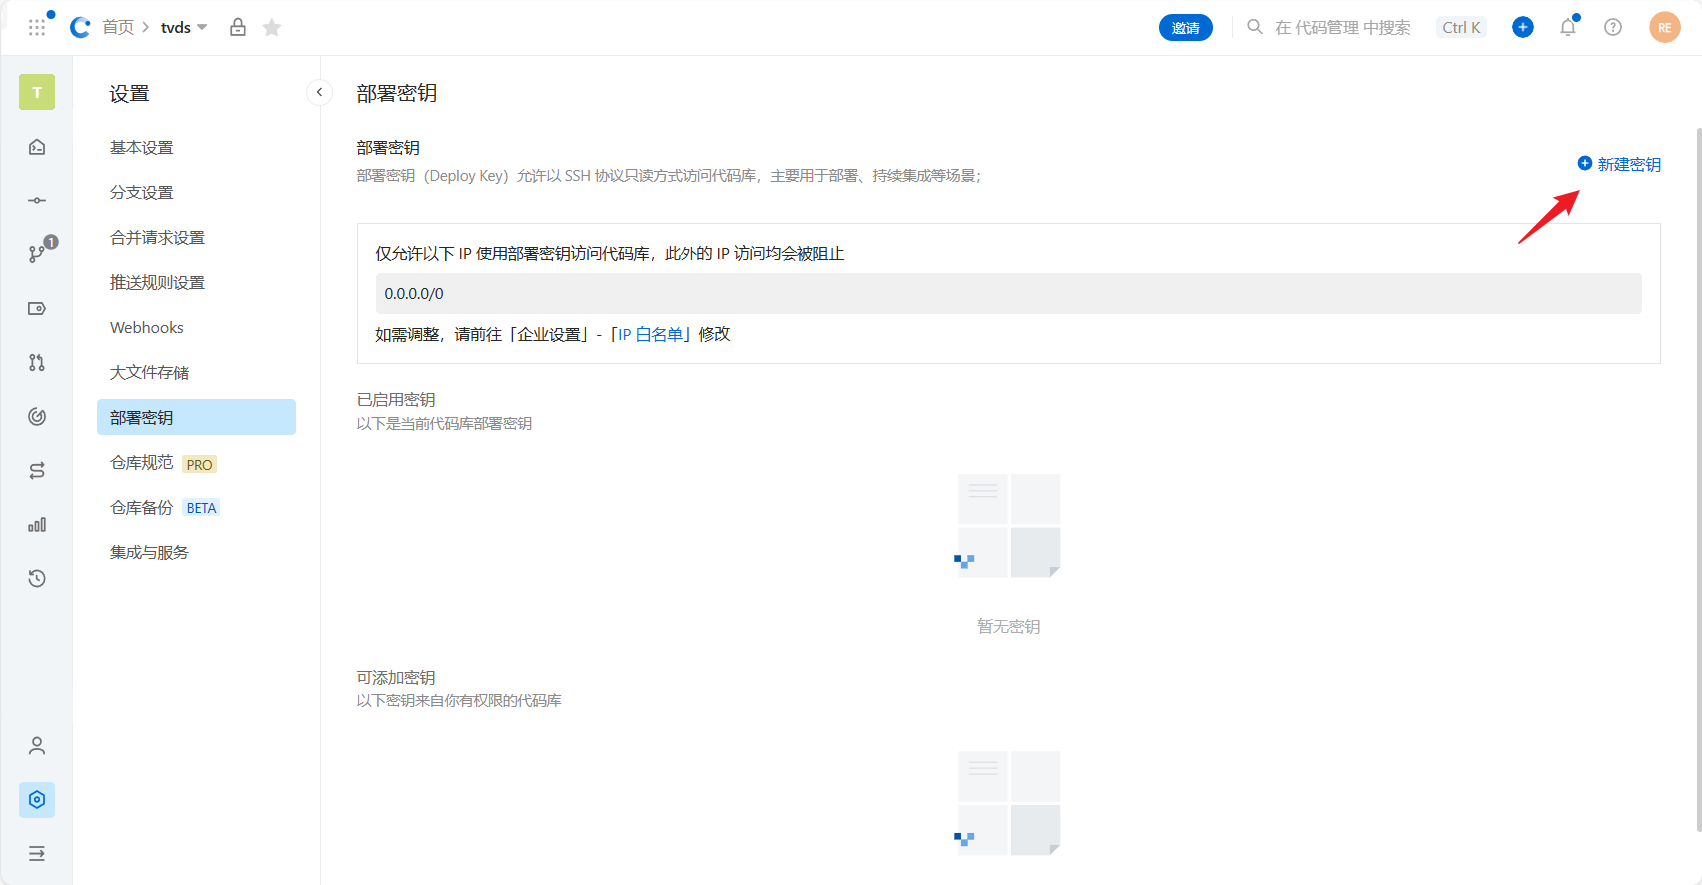 首页 > tvds
邀请
在 代码管理 中搜索
Ctrl K
RE
T
1
设置
基本设置
分支设置
合并请求设置
推送规则设置
Webhooks
大文件存储
部署密钥
仓库规范 PRO
仓库备份 BETA
集成与服务
部署密钥
部署密钥
部署密钥（Deploy Key）允许以 SSH 协议只读方式访问代码库，主要用于部署、持续集成等场景；
新建密钥
仅允许以下 IP 使用部署密钥访问代码库，此外的 IP 访问均会被阻止
0.0.0.0/0
如需调整，请前往「企业设置」-「IP 白名单」修改
已启用密钥
以下是当前代码库部署密钥
暂无密钥
可添加密钥
以下密钥来自你有权限的代码库